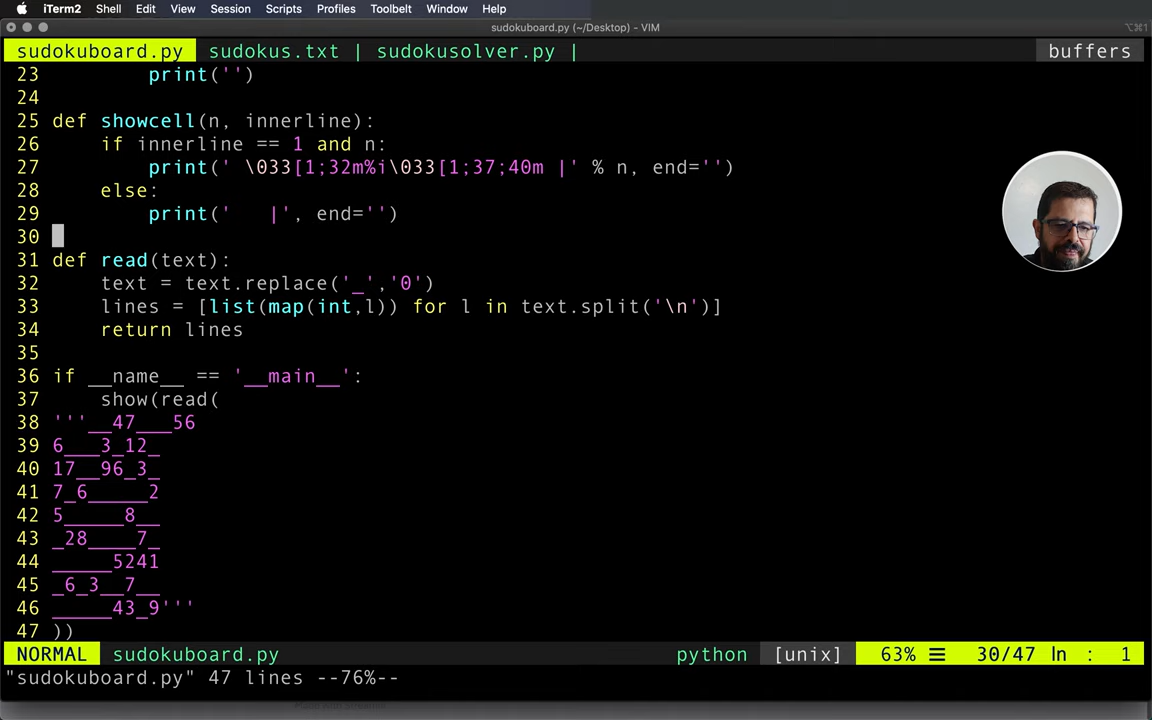 iTerm2 Shell Edit View Session Scripts Profiles Toolbelt Window Help
sudokuboard.py (~/Desktop) - VIM ⌥⌘1
sudokuboard.py sudokus.txt | sudokusolver.py | buffers
23         print('')
24
25 def showcell(n, innerline):
26     if innerline == 1 and n:
27         print(' \033[1;32m%i\033[1;37;40m |' % n, end='')
28     else:
29         print('   |', end='')
30
31 def read(text):
32     text = text.replace('_','0')
33     lines = [list(map(int,l)) for l in text.split('\n')]
34     return lines
35
36 if __name__ == '__main__':
37     show(read(
38 '''__47___56
39 6___3_12_
40 17__96_3_
41 7_6_____2
42 5_____8__
43 _28____7_
44 _____5241
45 _6_3__7__
46 _____43_9'''
47 ))
NORMAL sudokuboard.py python [unix] 63% ☰ 30/47 ln : 1
"sudokuboard.py" 47 lines --76%--